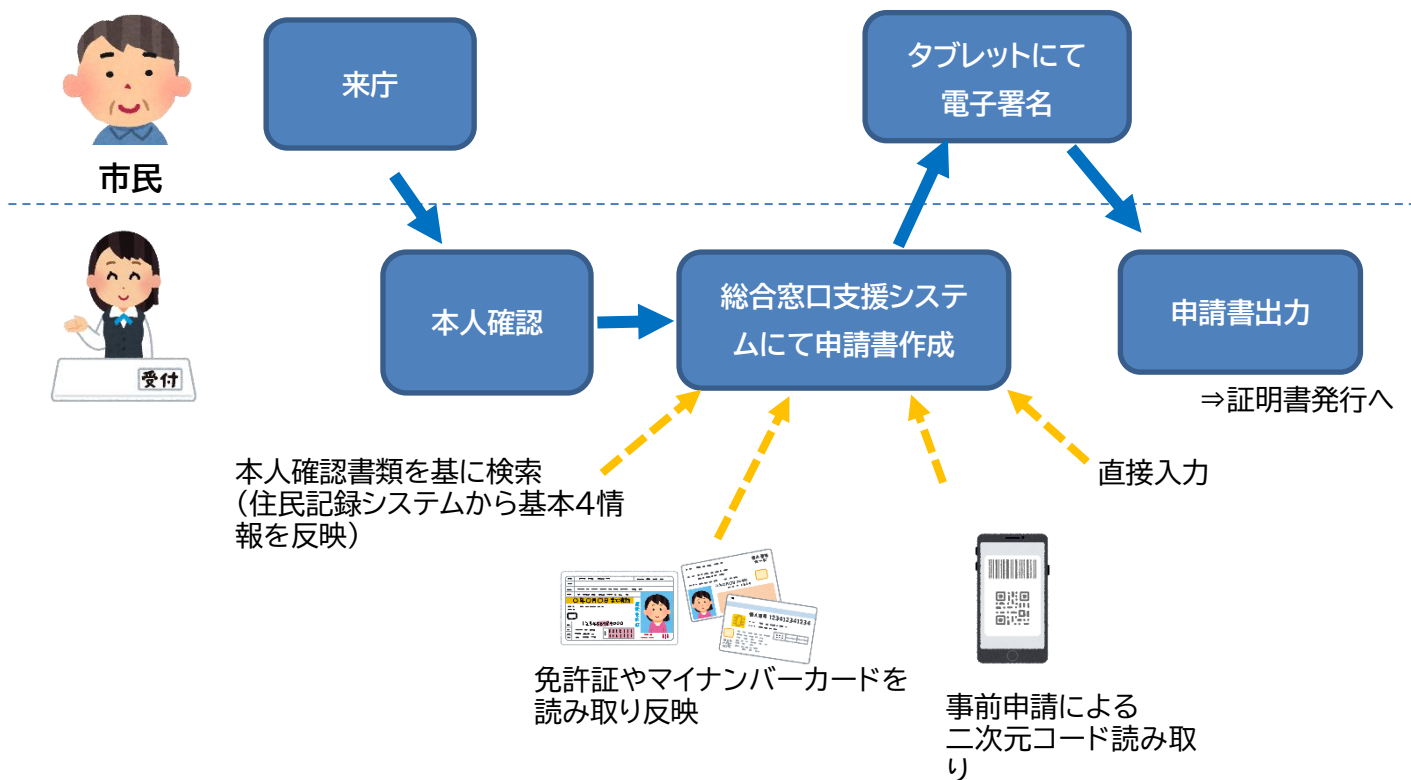 来庁
タブレットにて
電子署名
市民
受付
本人確認
総合窓口支援システ
ムにて申請書作成
申請書出力
⇒証明書発行へ
本人確認書類を基に検索
（住民記録システムから基本4情
報を反映）
直接入力
免許証やマイナンバーカードを
読み取り反映
事前申請による
二次元コード読み取
り